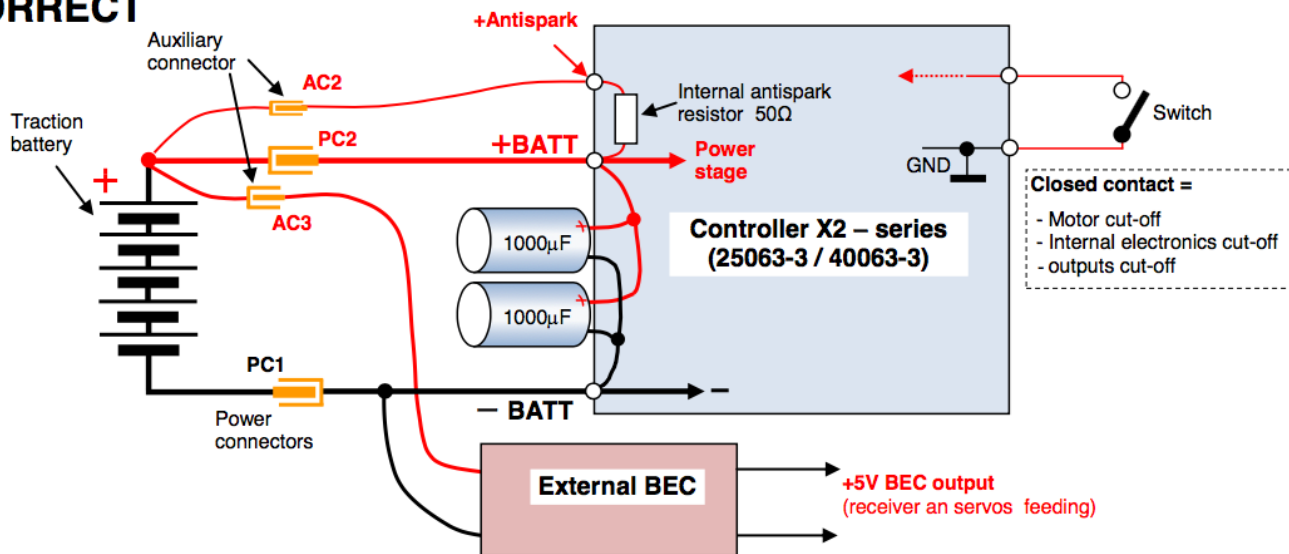 ORRECT
+Antispark
Auxiliary
connector
AC2
Internal antispark
resistor 50Ω
Switch
Traction
battery
PC2
+BATT
Power
stage
GND
+
AC3
Closed contact =
- Motor cut-off
- Internal electronics cut-off
- outputs cut-off
1000μF
+
Controller X2 – series
(25063-3 / 40063-3)
1000μF
+
PC1
Power
connectors
– BATT
–
External BEC
+5V BEC output
(receiver an servos feeding)